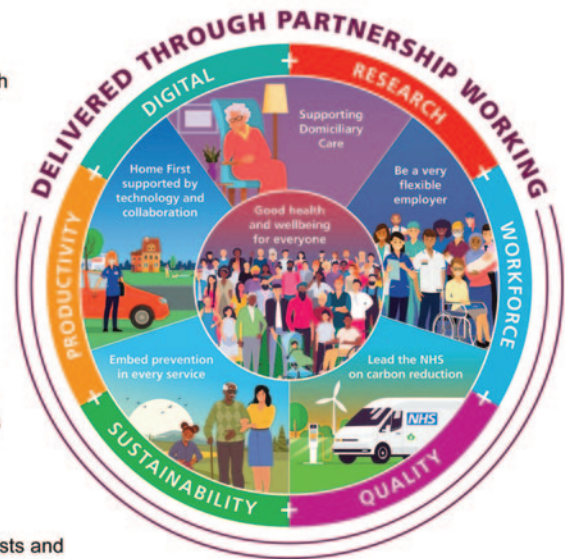 DELIVERED THROUGH PARTNERSHIP WORKING
DIGITAL
RESEARCH
WORKFORCE
QUALITY
SUSTAINABILITY
PRODUCTIVITY
Supporting
Domiciliary
Care
Be a very
flexible
employer
Lead the NHS
on carbon reduction
NHS
Embed prevention
in every service
Home First
supported by
technology and
collaboration
Good health
and wellbeing
for everyone
and